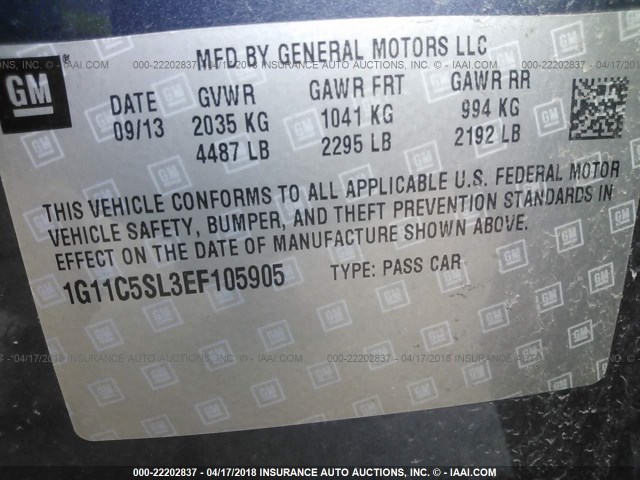 MFD BY GENERAL MOTORS LLC
GM
DATE GVWR GAWR FRT GAWR RR
09/13 2035 KG 1041 KG 994 KG
4487 LB 2295 LB 2192 LB
THIS VEHICLE CONFORMS TO ALL APPLICABLE U.S. FEDERAL MOTOR
VEHICLE SAFETY, BUMPER, AND THEFT PREVENTION STANDARDS IN
EFFECT ON THE DATE OF MANUFACTURE SHOWN ABOVE.
1G11C5SL3EF105905 TYPE: PASS CAR
000-22202837 - 04/17/2018 INSURANCE AUTO AUCTIONS, INC. © - IAAI.COM